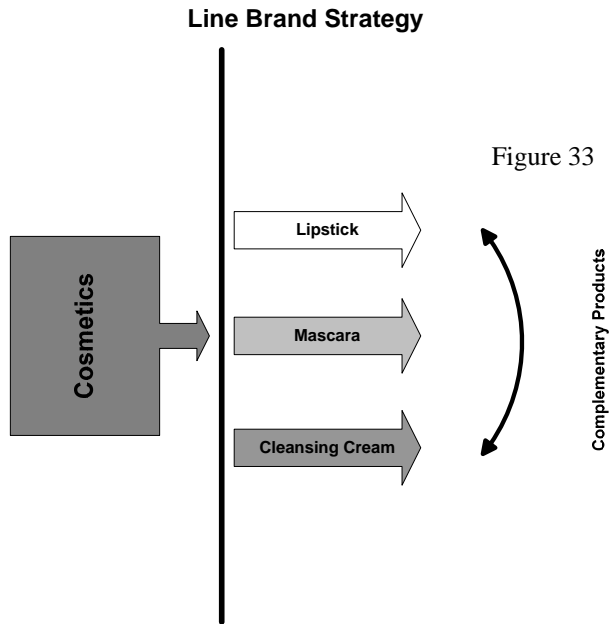 Line Brand Strategy
Figure 33
Lipstick
Cosmetics
Mascara
Cleansing Cream
Complementary Products